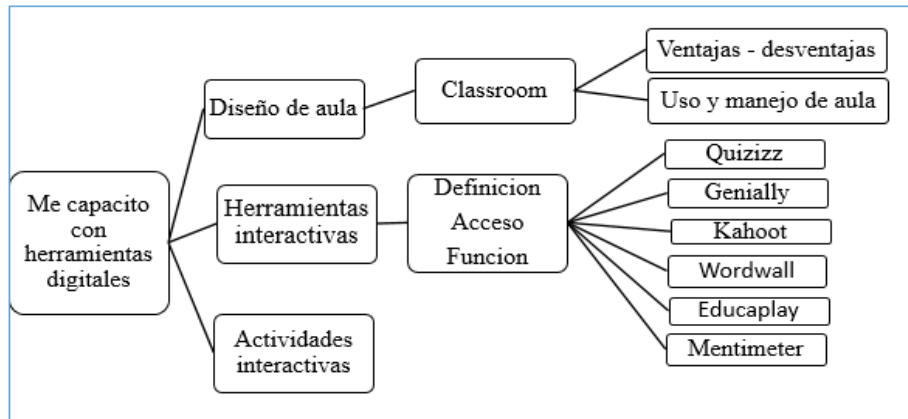 Me capacito
con
herramientas
digitales
Diseño de aula
Classroom
Ventajas - desventajas
Uso y manejo de aula
Herramientas
interactivas
Definicion
Acceso
Funcion
Quizizz
Genially
Kahoot
Wordwall
Educaplay
Mentimeter
Actividades
interactivas